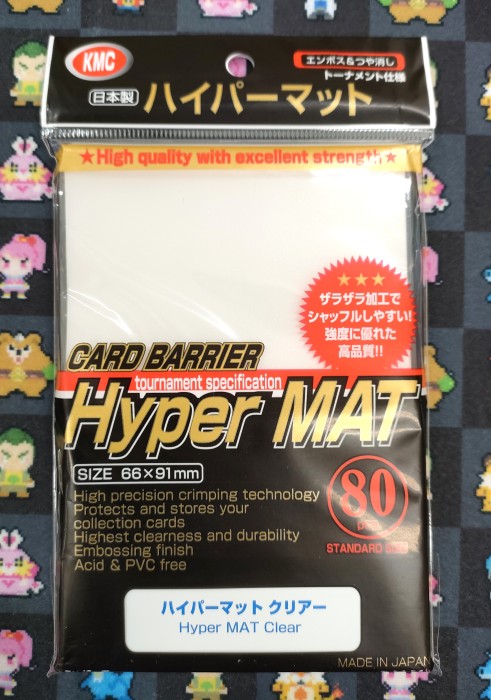 KMC
エンボス&つや消し
トーナメント仕様
日本製 ハイパーマット
★High quality with excellent strength★
ザラザラ加工で
シャッフルしやすい!
強度に優れた
高品質!!
CARD BARRIER
tournament specification
Hyper MAT
SIZE 66×91mm
80
High precision crimping technology
Protects and stores your
collection cards
Highest clearness and durability
Embossing finish
Acid & PVC free
STANDARD
ハイパーマット クリアー
Hyper MAT Clear
MADE IN JAPAN